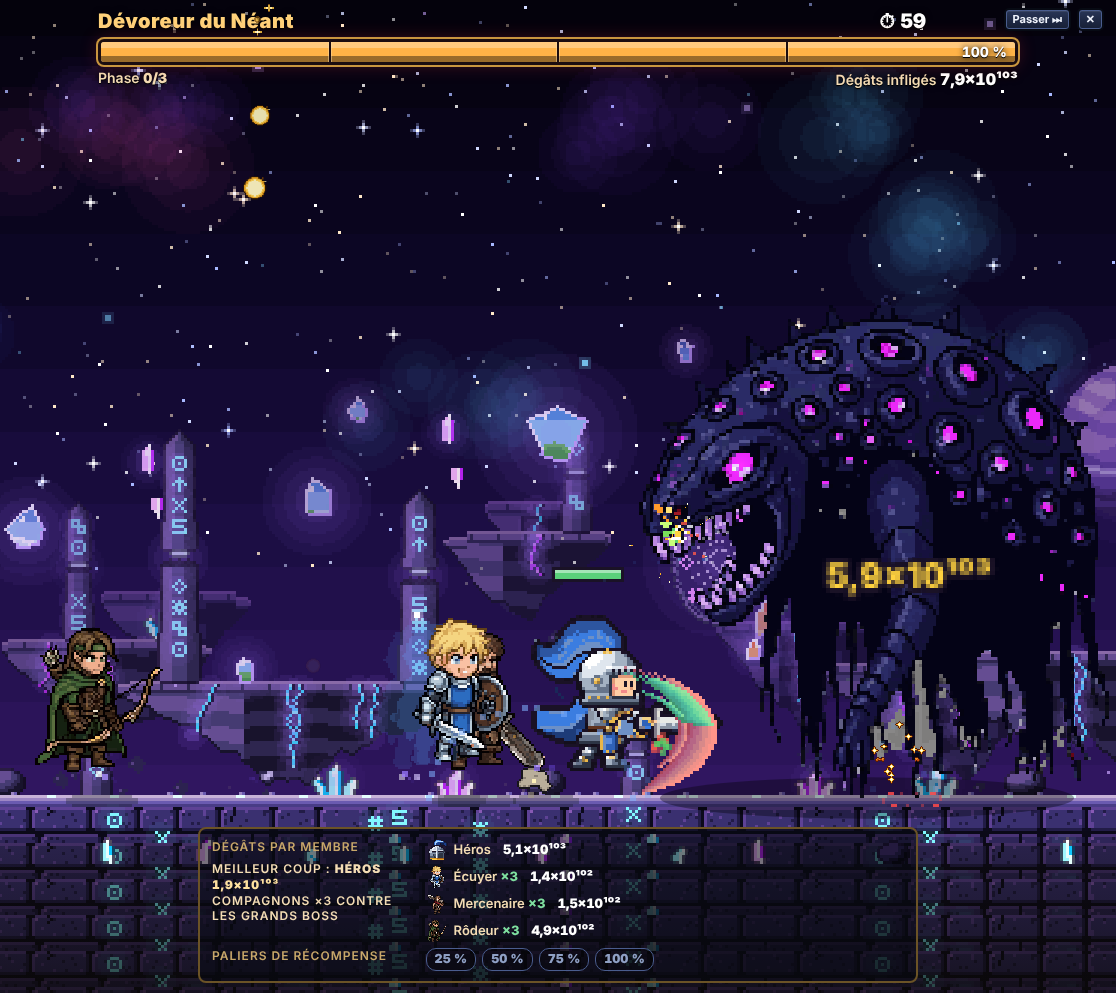 Dévoreur du Néant
⏱ 59
Passer ⏭
✕
100 %
Phase 0/3
Dégâts infligés 7,9×10¹⁰³
5,9×10¹⁰³
DÉGÂTS PAR MEMBRE
MEILLEUR COUP : HÉROS
1,9×10¹⁰³
COMPAGNONS ×3 CONTRE
LES GRANDS BOSS
Héros 5,1×10¹⁰³
Écuyer ×3 1,4×10¹⁰²
Mercenaire ×3 1,5×10¹⁰²
Rôdeur ×3 4,9×10¹⁰²
PALIERS DE RÉCOMPENSE
25 % 50 % 75 % 100 %